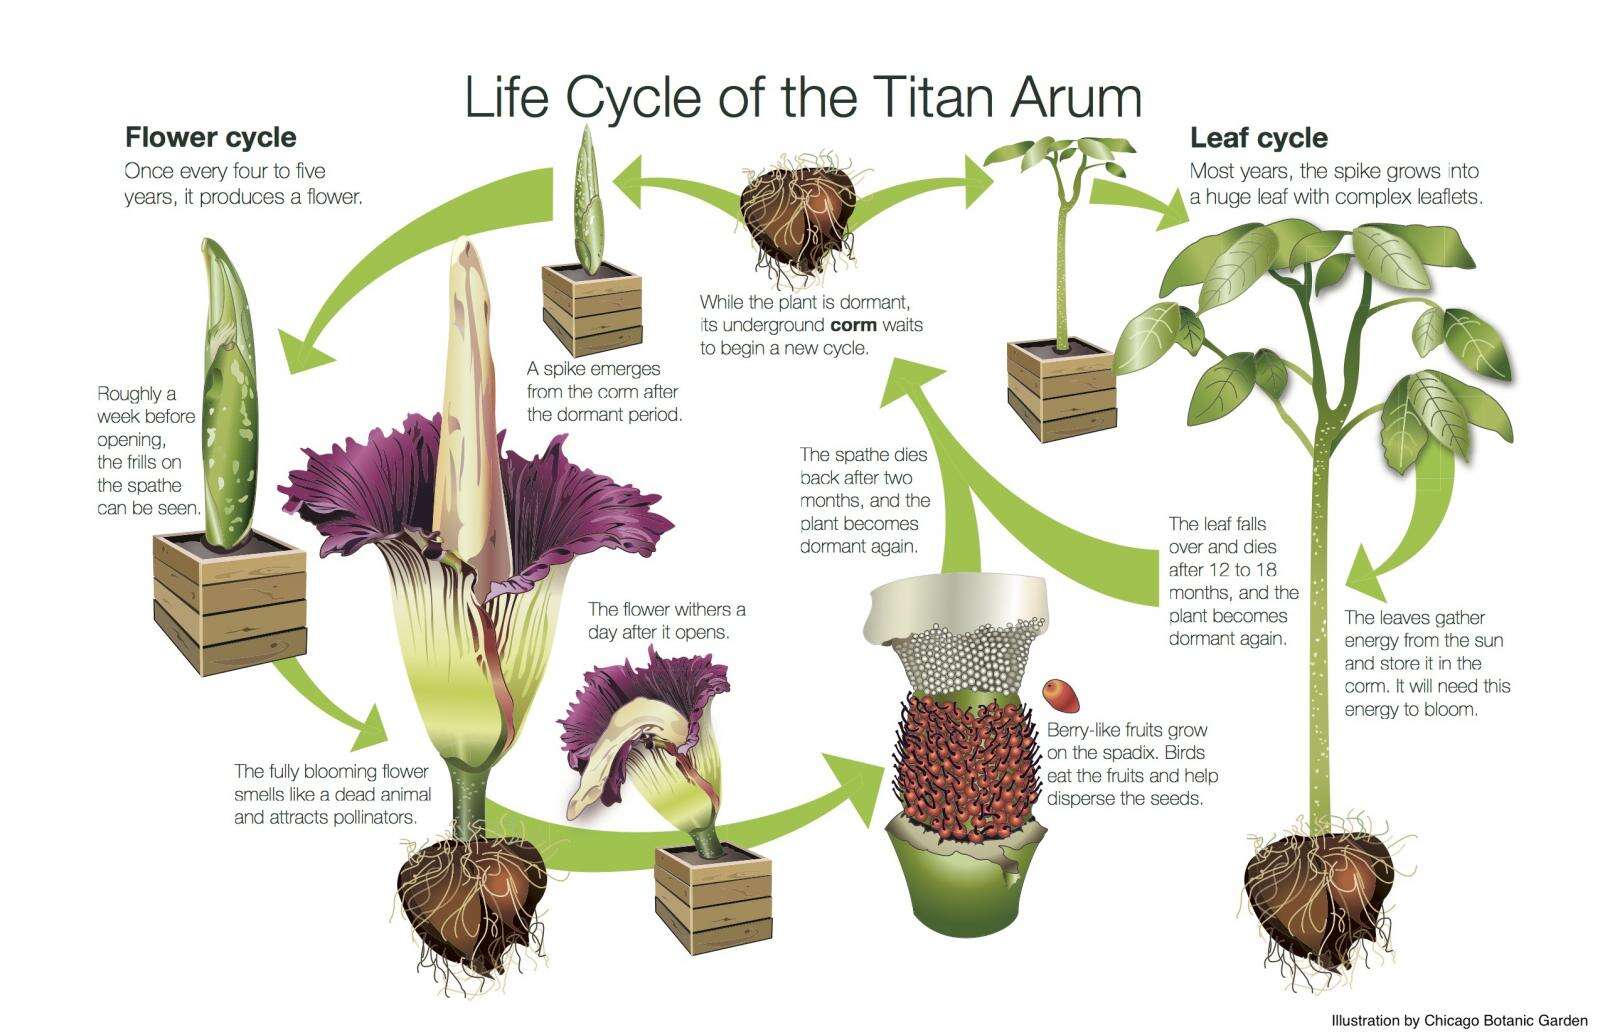 Life Cycle of the Titan Arum
Flower cycle
Once every four to five
years, it produces a flower.
Leaf cycle
Most years, the spike grows into
a huge leaf with complex leaflets.
While the plant is dormant,
its underground corm waits
to begin a new cycle.
A spike emerges
from the corm after
the dormant period.
Roughly a
week before
opening,
the frills on
the spathe
can be seen.
The fully blooming flower
smells like a dead animal
and attracts pollinators.
The flower withers a
day after it opens.
Berry-like fruits grow
on the spadix. Birds
eat the fruits and help
disperse the seeds.
The spathe dies
back after two
months, and the
plant becomes
dormant again.
The leaf falls
over and dies
after 12 to 18
months, and the
plant becomes
dormant again.
The leaves gather
energy from the sun
and store it in the
corm. It will need this
energy to bloom.
Illustration by Chicago Botanic Garden